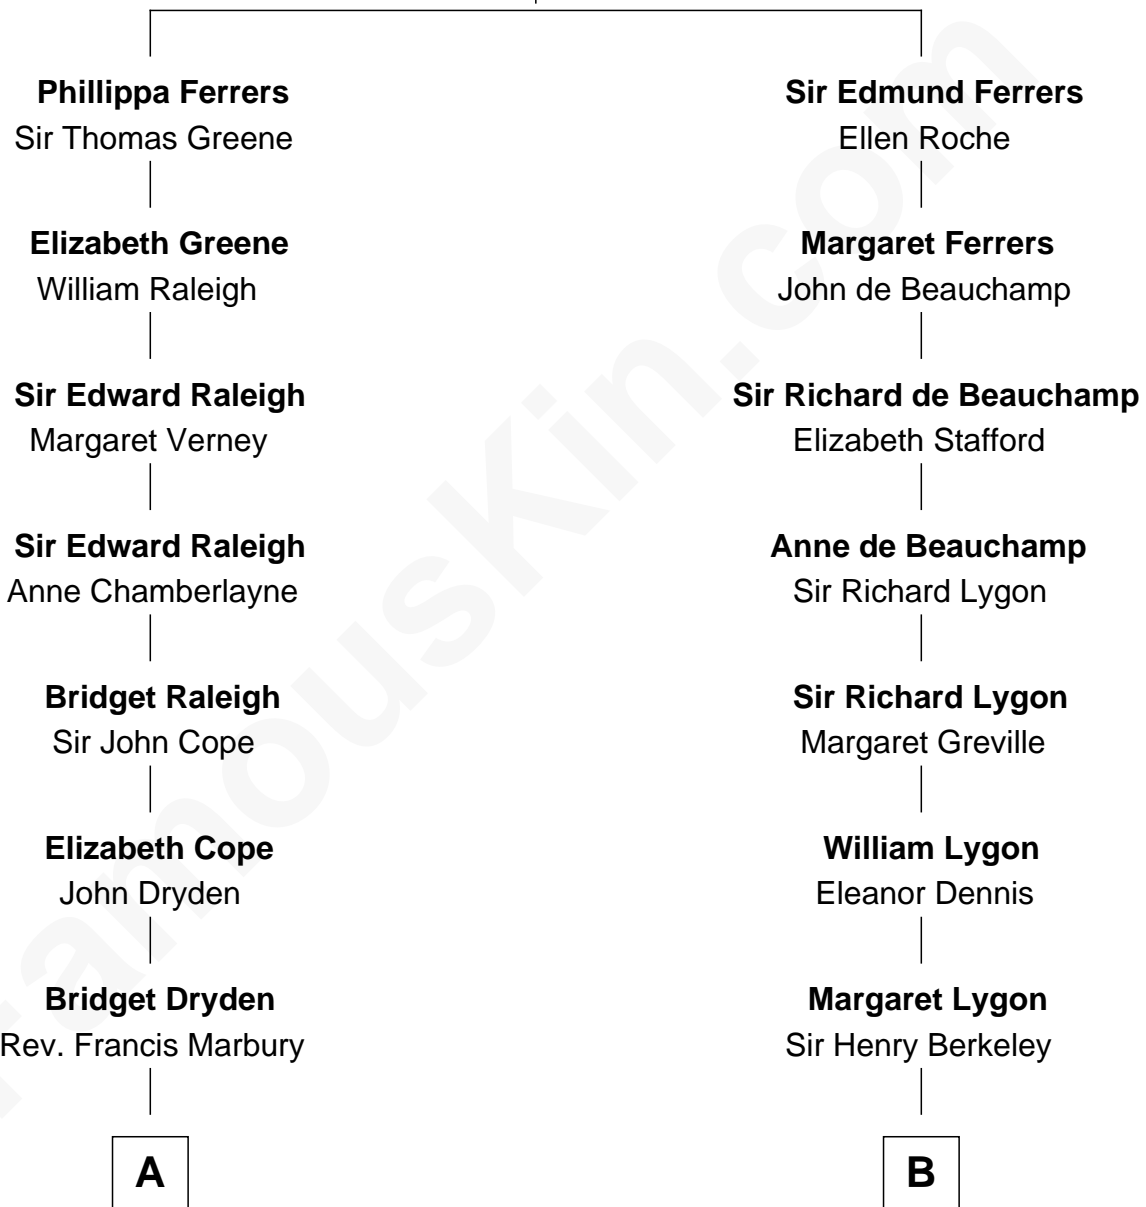 Phillippa Ferrers
Sir Thomas Greene
Elizabeth Greene
William Raleigh
Sir Edward Raleigh
Margaret Verney
Sir Edward Raleigh
Anne Chamberlayne
Bridget Raleigh
Sir John Cope
Elizabeth Cope
John Dryden
Bridget Dryden
Rev. Francis Marbury
A
Sir Edmund Ferrers
Ellen Roche
Margaret Ferrers
John de Beauchamp
Sir Richard de Beauchamp
Elizabeth Stafford
Anne de Beauchamp
Sir Richard Lygon
Sir Richard Lygon
Margaret Greville
William Lygon
Eleanor Dennis
Margaret Lygon
Sir Henry Berkeley
B
FamousKin.com